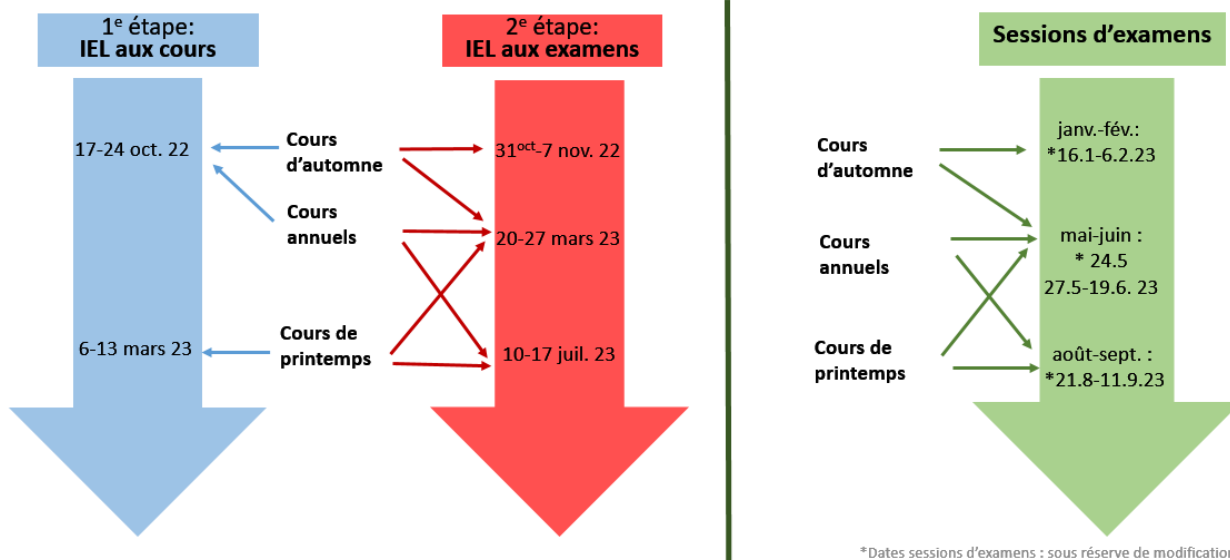 1e étape:
IEL aux cours
17-24 oct. 22
6-13 mars 23
Cours
d’automne
Cours
annuels
Cours de
printemps
2e étape:
IEL aux examens
31oct-7 nov. 22
20-27 mars 23
10-17 juil. 23
Sessions d’examens
Cours
d’automne
Cours
annuels
Cours de
printemps
janv.-fév.:
*16.1-6.2.23
mai-juin :
* 24.5
27.5-19.6. 23
août-sept. :
*21.8-11.9.23
*Dates sessions d’examens : sous réserve de modificatio